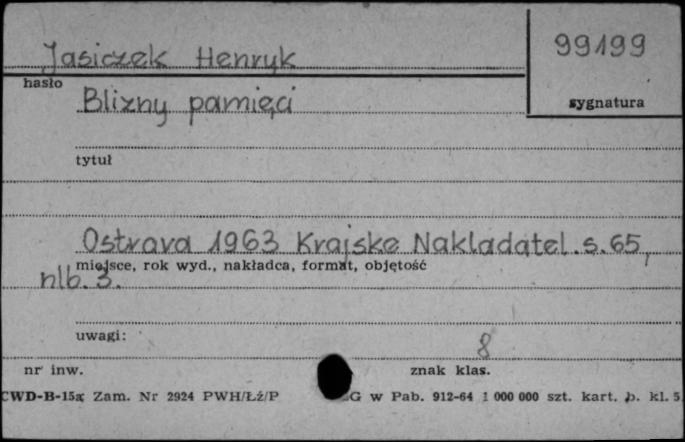 Jasiczek Henryk
99199
hasło
sygnatura
Blizny pamięci
tytuł
Ostrava 1963 Krajske Nakladatel. s. 65,
miejsce, rok wyd., nakładca, format, objętość
nlb. 3.
uwagi:
8
nr inw.
znak klas.
CWD-B-15a; Zam. Nr 2924 PWH/Łź/P G w Pab. 912-64 1 000 000 szt. kart. p. kl. 5